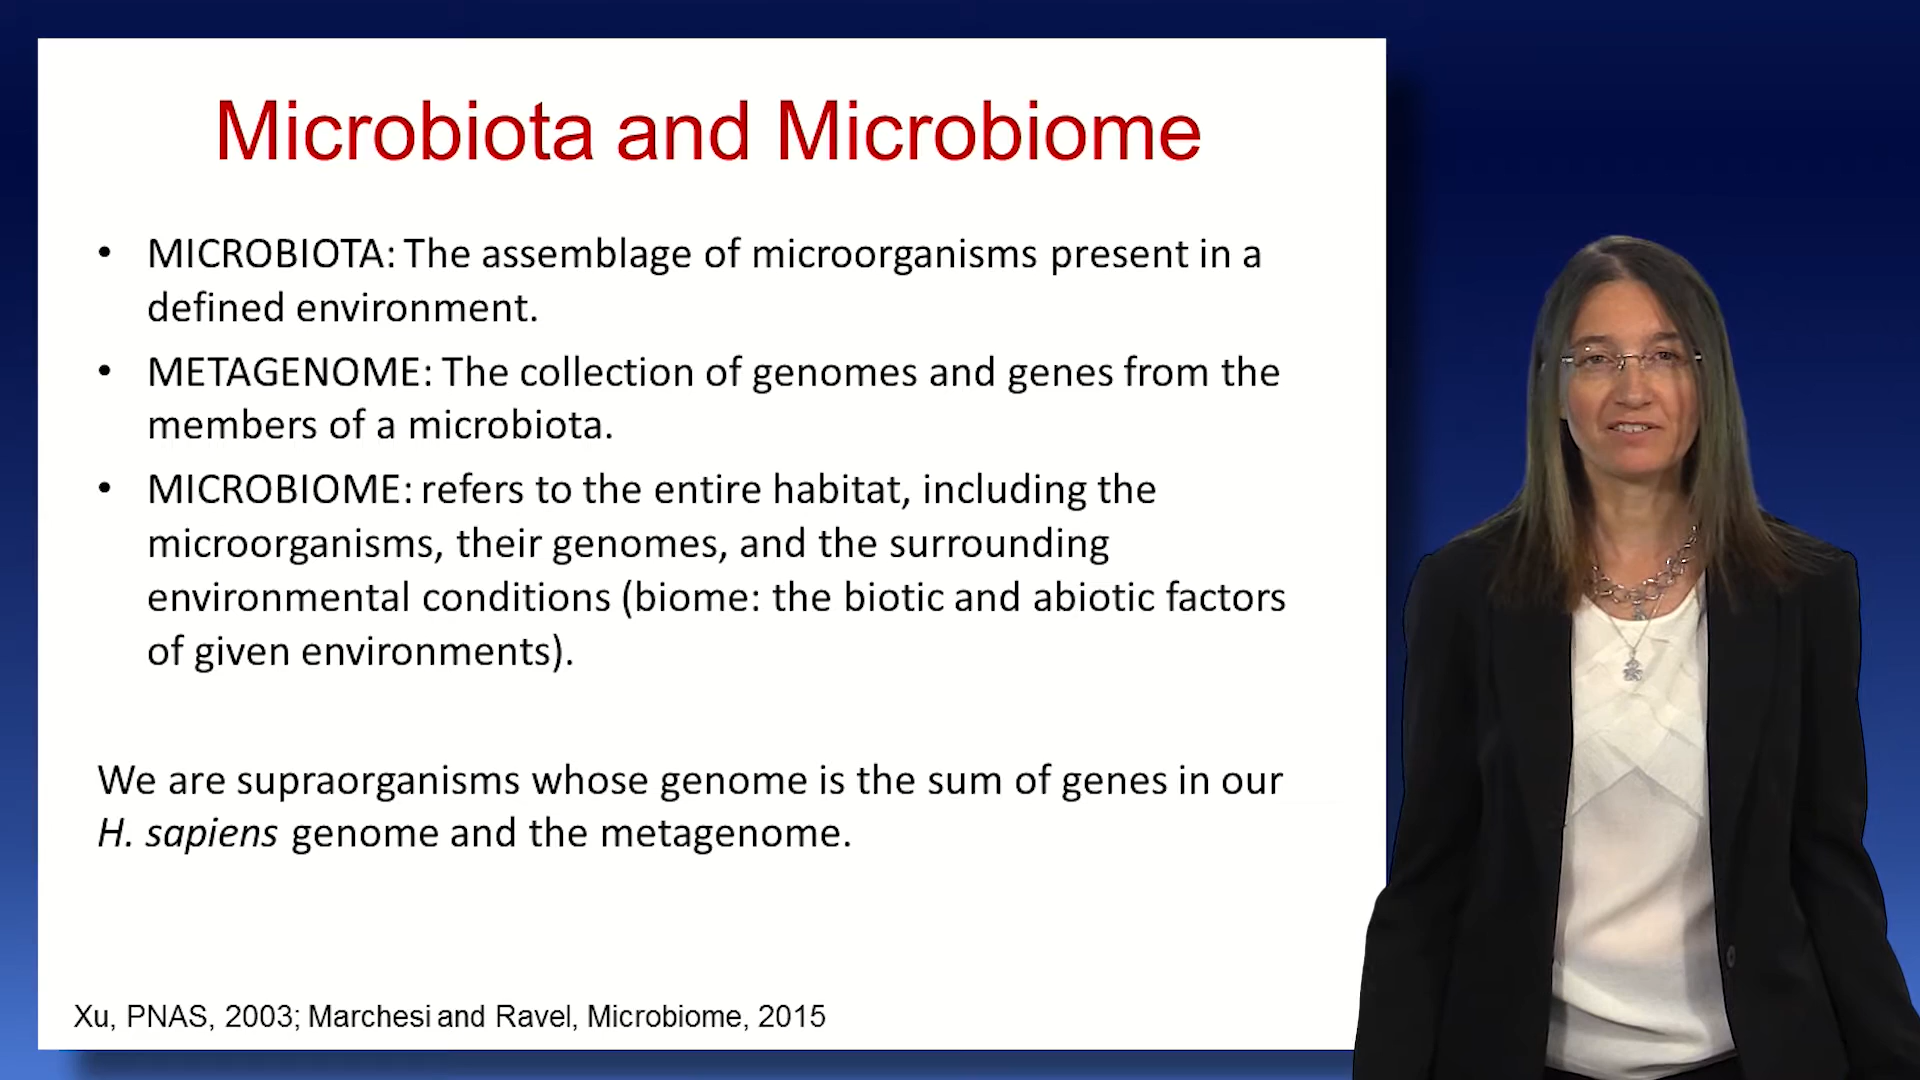 Microbiota and Microbiome
• MICROBIOTA: The assemblage of microorganisms present in a
defined environment.
• METAGENOME: The collection of genomes and genes from the
members of a microbiota.
• MICROBIOME: refers to the entire habitat, including the
microorganisms, their genomes, and the surrounding
environmental conditions (biome: the biotic and abiotic factors
of given environments).
We are supraorganisms whose genome is the sum of genes in our
H. sapiens genome and the metagenome.
Xu, PNAS, 2003; Marchesi and Ravel, Microbiome, 2015